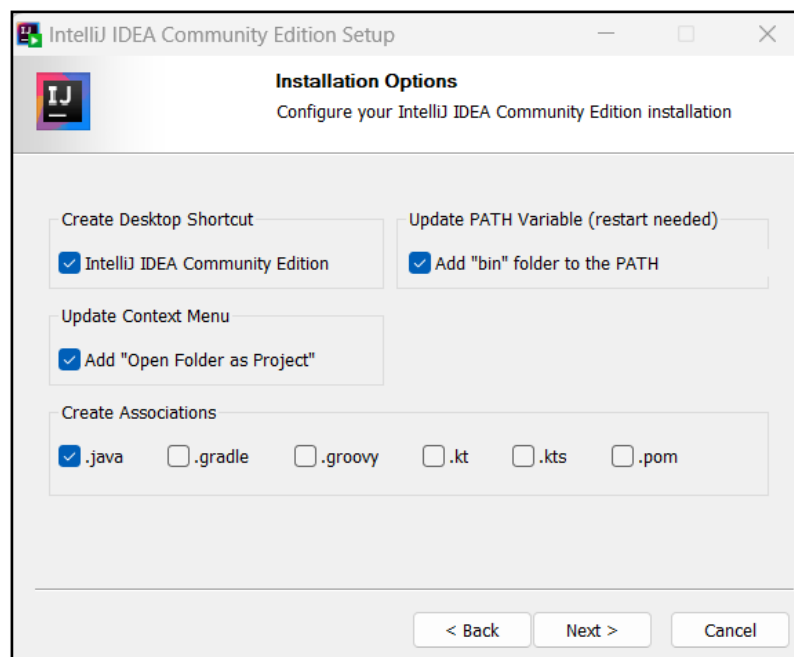 IntelliJ IDEA Community Edition Setup
IJ
Installation Options
Configure your IntelliJ IDEA Community Edition installation
Create Desktop Shortcut
IntelliJ IDEA Community Edition
Update PATH Variable (restart needed)
Add "bin" folder to the PATH
Update Context Menu
Add "Open Folder as Project"
Create Associations
.java .gradle .groovy .kt .kts .pom
< Back Next > Cancel